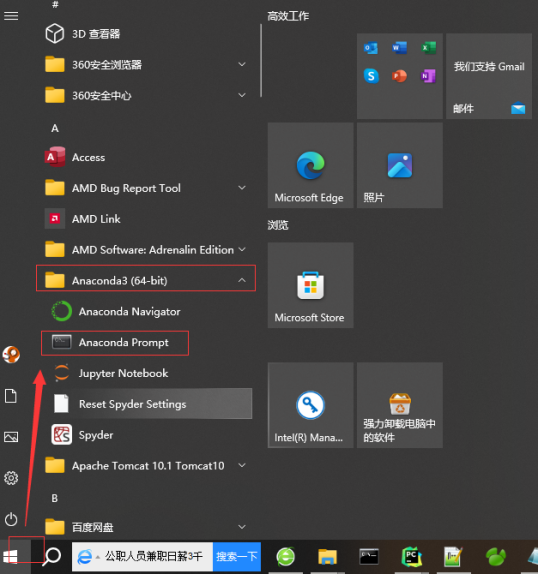 #
3D 查看器
360安全浏览器
360安全中心
A
Access
AMD Bug Report Tool
AMD Link
AMD Software: Adrenalin Edition
Anaconda3 (64-bit)
Anaconda Navigator
Anaconda Prompt
Jupyter Notebook
Reset Spyder Settings
Spyder
Apache Tomcat 10.1 Tomcat10
B
百度网盘
高效工作
我们支持 Gmail
邮件
Microsoft Edge
照片
浏览
Microsoft Store
Intel(R) Mana...
强力卸载电脑中
的软件
公职人员兼职日薪3千
搜索一下